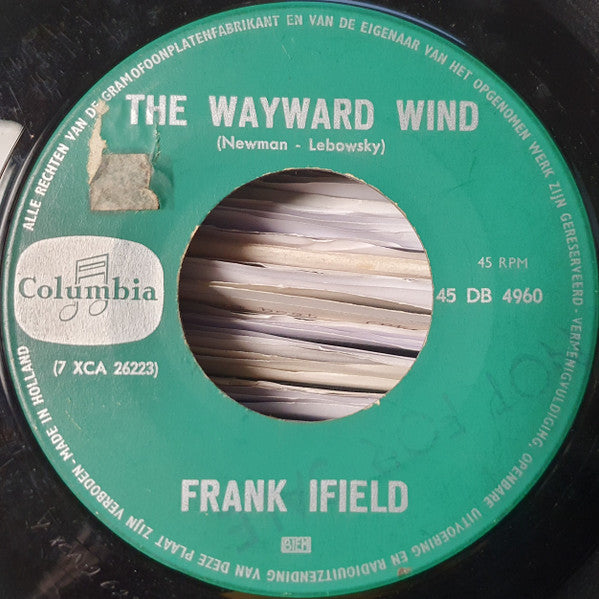 ALLE RECHTEN VAN DE GRAMOFOONPLATENFABRIKANT EN VAN DE EIGENAAR VAN HET OPGENOMEN WERK ZIJN GERESERVEERD - VERMENIGVULDIGING, OPENBARE UITVOERING EN RADIOUITZENDING VAN DEZE PLAAT ZIJN VERBODEN - MADE IN HOLLAND
THE WAYWARD WIND
(Newman - Lebowsky)
Columbia
45 RPM
45 DB 4960
(7 XCA 26223)
FRANK IFIELD
BIEM